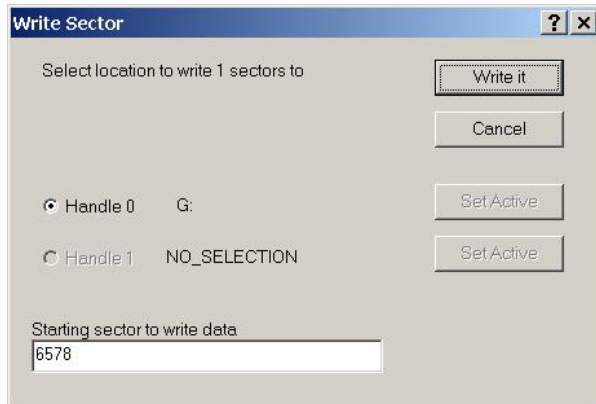 Write Sector
Select location to write 1 sectors to
Write it
Cancel
Handle 0 G: Set Active
Handle 1 NO_SELECTION Set Active
Starting sector to write data
6578